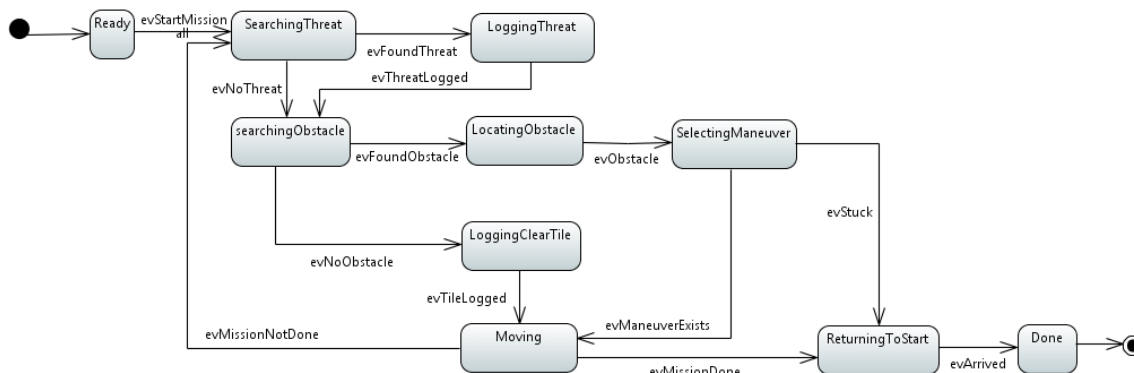 Ready
evStartMission
all
SearchingThreat
evFoundThreat
LoggingThreat
evThreatLogged
evNoThreat
searchingObstacle
evFoundObstacle
LocatingObstacle
evObstacle
SelectingManeuver
evStuck
LoggingClearTile
evNoObstacle
evTileLogged
evManeuverExists
evMissionNotDone
Moving
evMissionDone
ReturningToStart
evArrived
Done